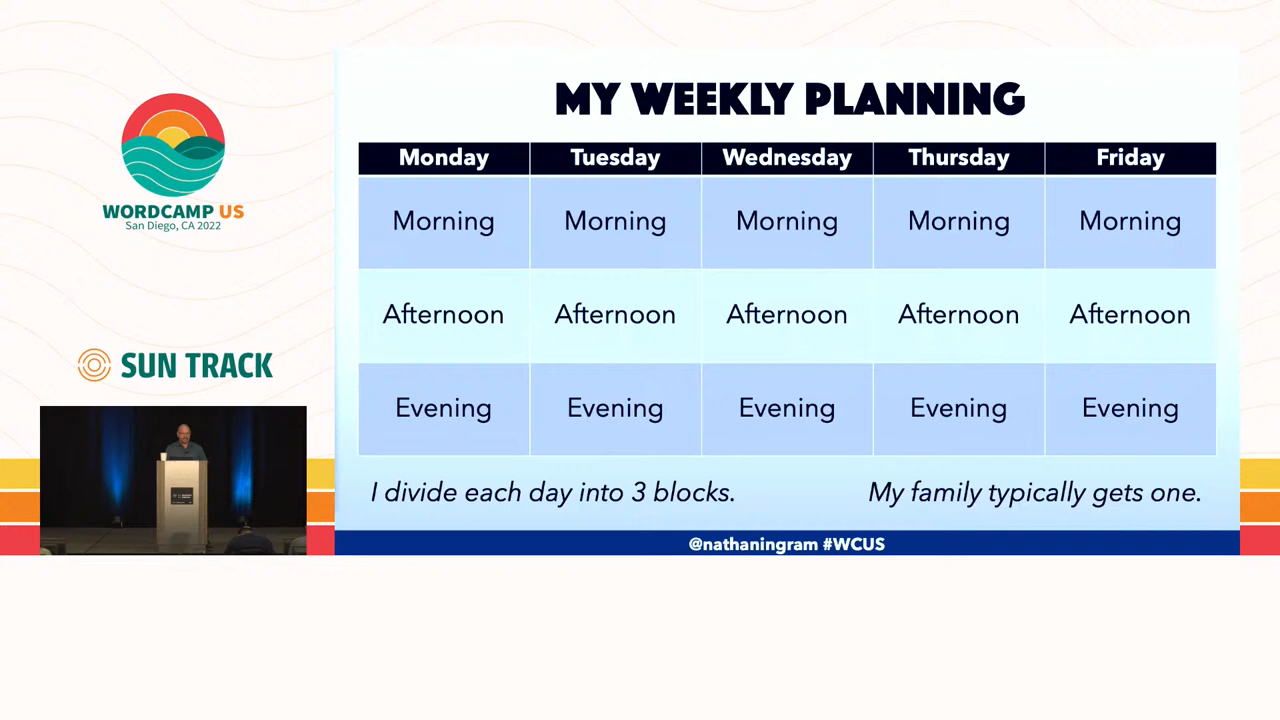 WORDCAMP US
San Diego, CA 2022
SUN TRACK
MY WEEKLY PLANNING
Monday Tuesday Wednesday Thursday Friday
Morning Morning Morning Morning Morning
Afternoon Afternoon Afternoon Afternoon Afternoon
Evening Evening Evening Evening Evening
I divide each day into 3 blocks. My family typically gets one.
@nathaningram #WCUS